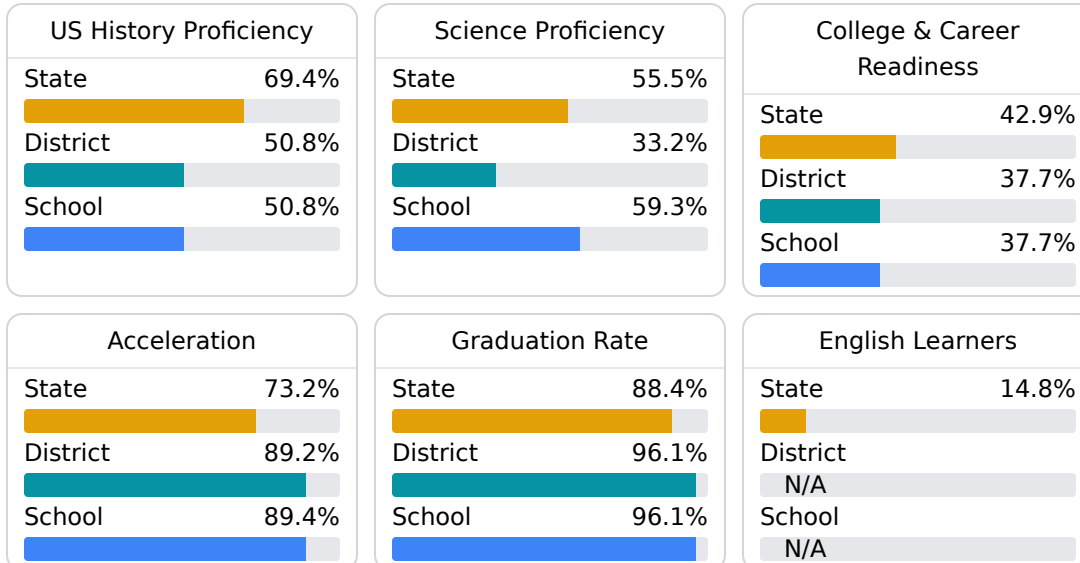 US History Proficiency
State 69.4%
District 50.8%
School 50.8%
Science Proficiency
State 55.5%
District 33.2%
School 59.3%
College & Career
Readiness
State 42.9%
District 37.7%
School 37.7%
Acceleration
State 73.2%
District 89.2%
School 89.4%
Graduation Rate
State 88.4%
District 96.1%
School 96.1%
English Learners
State 14.8%
District
N/A
School
N/A